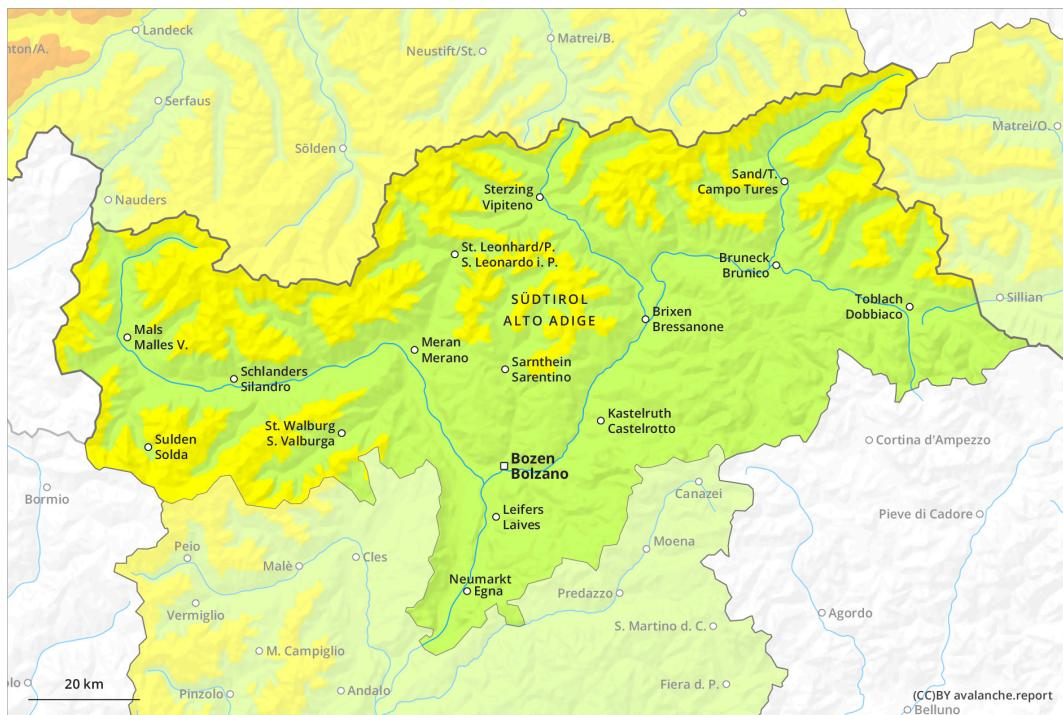 Landeck
Matrei/B.
Neustift/St.
nton/A.
Serfaus
Matrei/O.
Sölden
Sand/T.
Campo Tures
Sterzing
Vipiteno
Nauders
St. Leonhard/P.
S. Leonardo i. P.
Bruneck
Brunico
SÜDTIROL
ALTO ADIGE
Toblach
Dobbiaco
Sillian
Brixen
Bressanone
Mals
Malles V.
Meran
Merano
Sarnthein
Sarentino
Schlanders
Silandro
Kastelruth
Castelrotto
St. Walburg
S. Valburga
Sulden
Solda
Cortina d'Ampezzo
Bozen
Bolzano
Bormio
Canazei
Leifers
Laives
Pieve di Cadore
Peio
Moena
Cles
Malè
Neumarkt
Egna
Predazzo
Vermiglio
Agordo
S. Martino d. C.
M. Campiglio
20 km
lo
Pinzolo
Andalo
Fiera d. P.
(CC)BY avalanche.report
Belluno